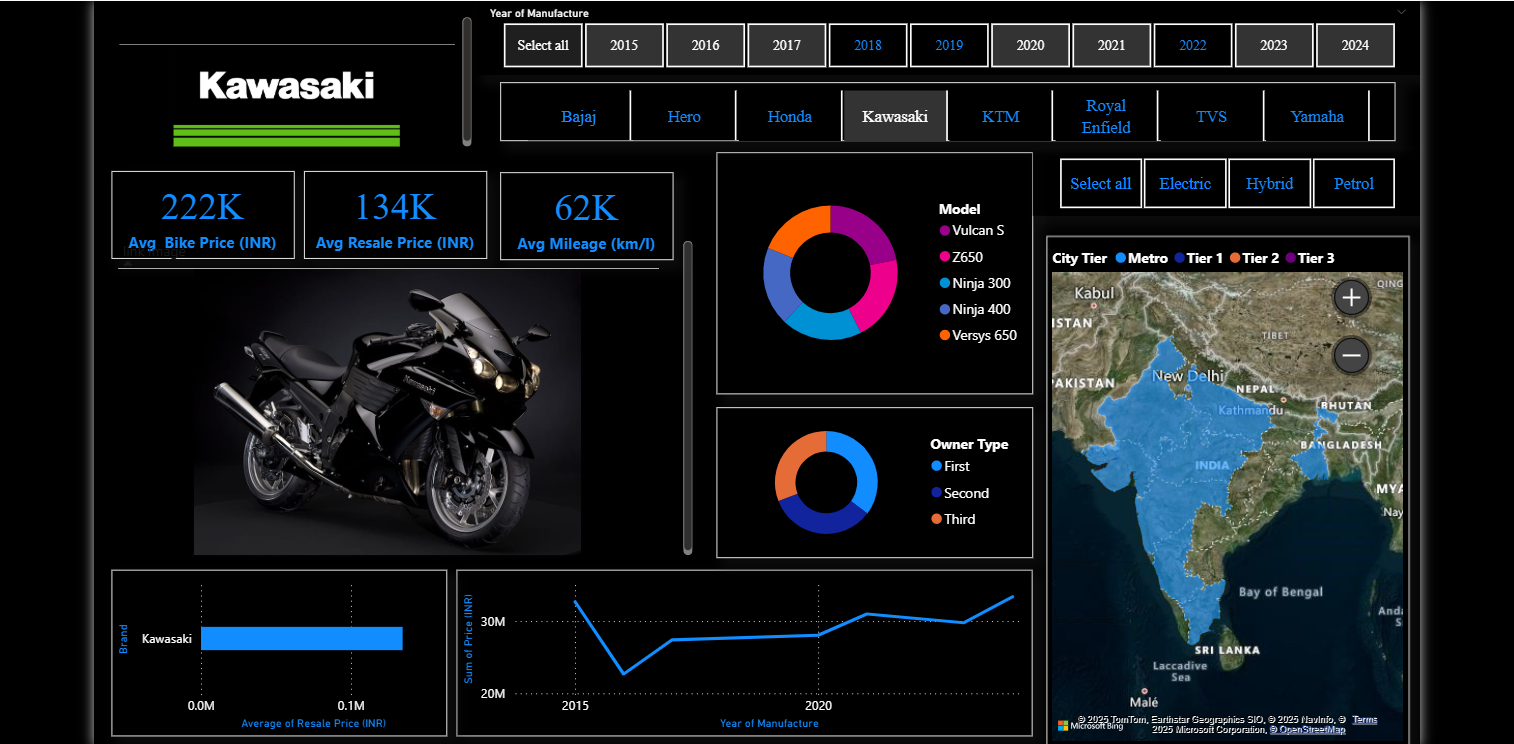 Year of Manufacture
Select all 2015 2016 2017 2018 2019 2020 2021 2022 2023 2024
Kawasaki
Bajaj Hero Honda Kawasaki KTM Royal Enfield TVS Yamaha
222K
Avg Bike Price (INR)
134K
Avg Resale Price (INR)
62K
Avg Mileage (km/l)
Select all Electric Hybrid Petrol
Model
Vulcan S
Z650
Ninja 300
Ninja 400
Versys 650
Owner Type
First
Second
Third
City Tier Metro Tier 1 Tier 2 Tier 3
Kabul
QING
ISTAN
TIBET
New Delhi
PAKISTAN
NEPAL
BHUTAN
Kathmandu
BANGLADESH
INDIA
MYA
Nay
Bay of Bengal
Anda
S
SRI LANKA
Laccadive
Sea
Malé
Microsoft Bing
© 2025 TomTom, Earthstar Geographics SIO, © 2025 NavInfo, © Terms
2025 Microsoft Corporation, © OpenStreetMap
Brand
Kawasaki
0.0M 0.1M
Average of Resale Price (INR)
Sum of Price (INR)
30M
20M
2015 2020
Year of Manufacture